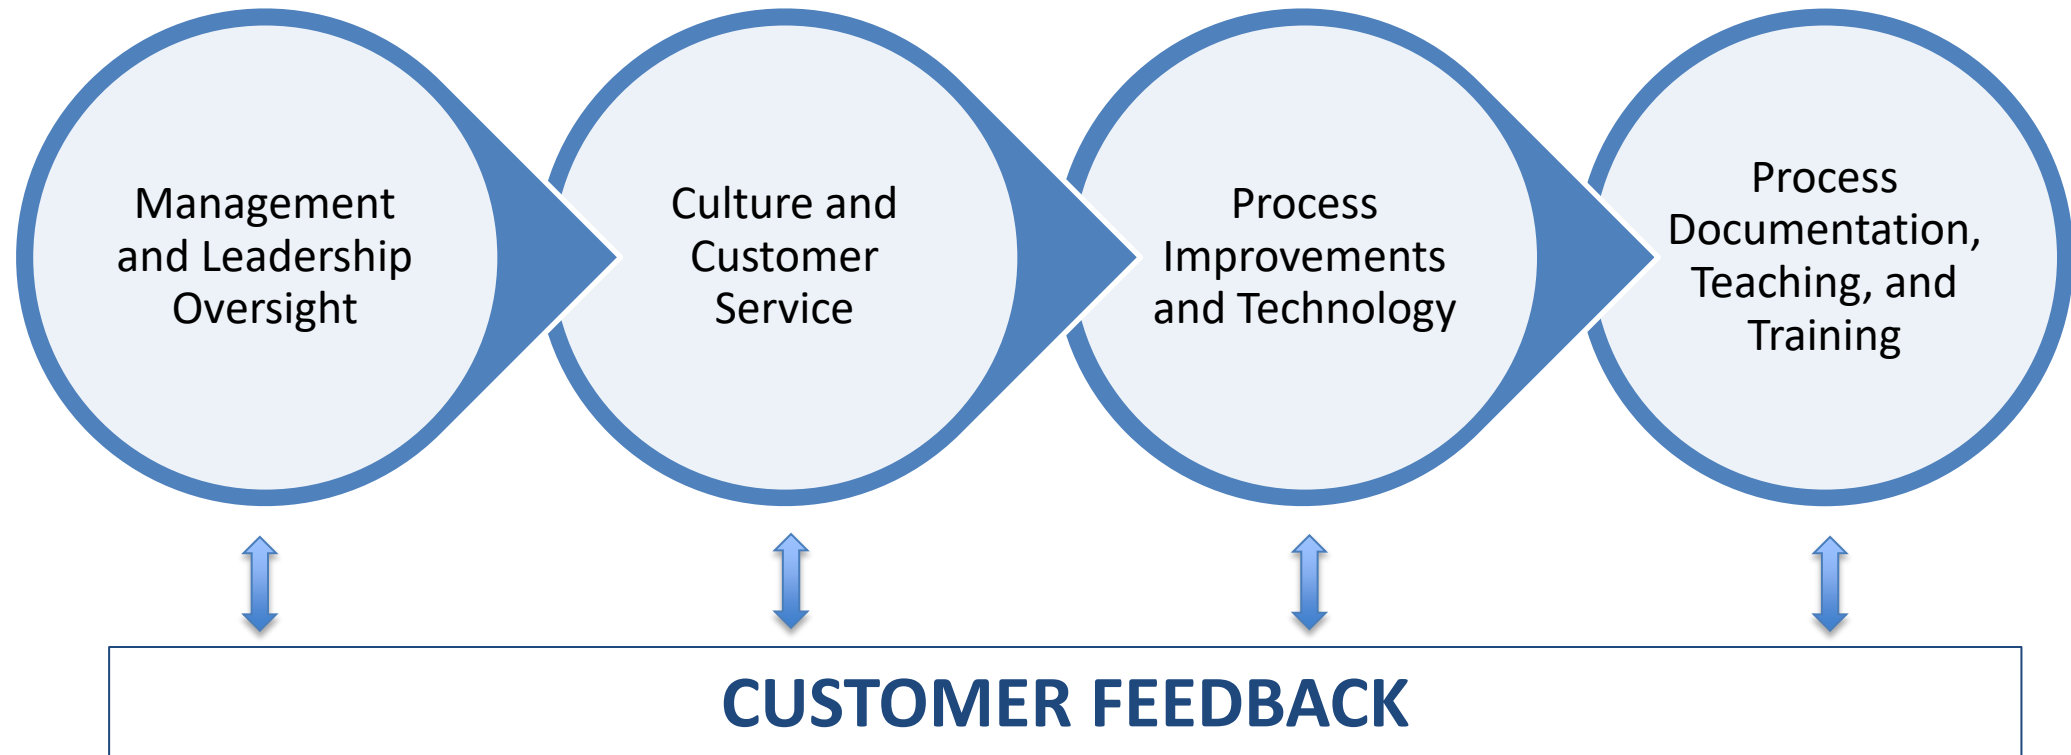 Management
and Leadership
Oversight
Culture and
Customer
Service
Process
Improvements
and Technology
Process
Documentation,
Teaching, and
Training
CUSTOMER FEEDBACK